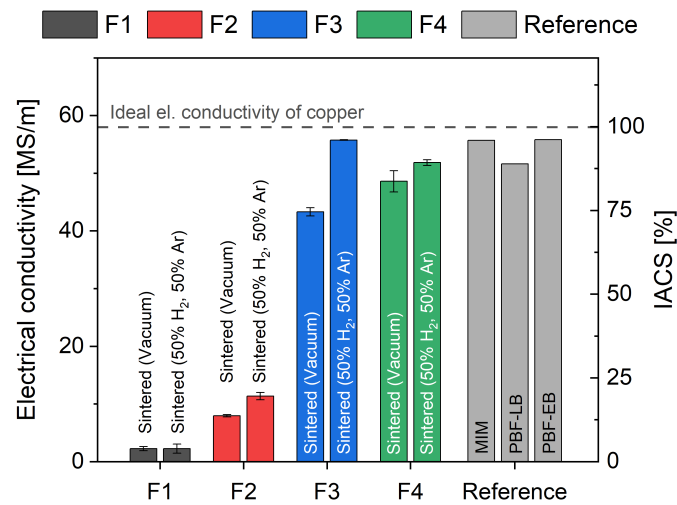 F1 F2 F3 F4 Reference
Electrical conductivity [MS/m]
60
40
20
0
Ideal el. conductivity of copper
Sintered (Vacuum)
Sintered (50% H₂, 50% Ar)
Sintered (Vacuum)
Sintered (50% H₂, 50% Ar)
Sintered (Vacuum)
Sintered (50% H₂, 50% Ar)
Sintered (Vacuum)
Sintered (50% H₂, 50% Ar)
MIM
PBF-LB
PBF-EB
100
75
50
25
0
IACS [%]
F1 F2 F3 F4 Reference